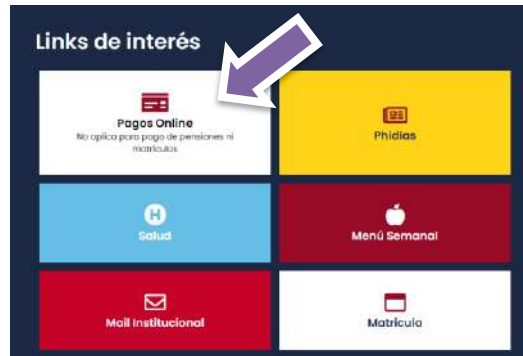 Links de interés
Pagos Online
No aplica para pago de pensiones ni
matrículas
Phidias
Salud
Menú Semanal
Mail Institucional
Matrícula